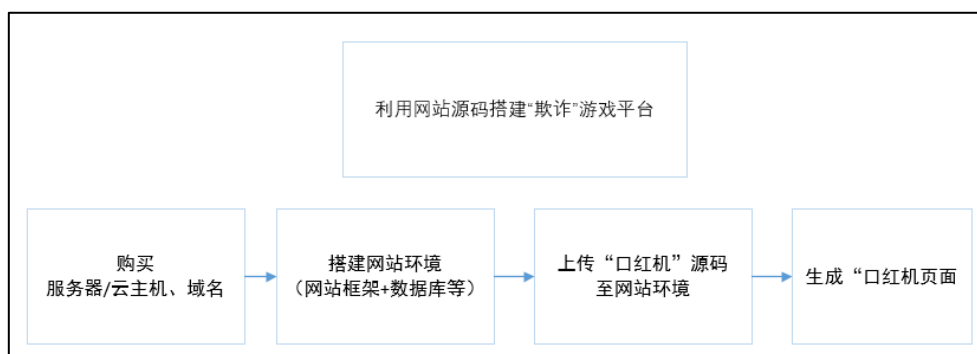 利用网站源码搭建“欺诈”游戏平台
购买
服务器/云主机、域名
搭建网站环境
（网站框架+数据库等）
上传“口红机”源码
至网站环境
生成“口红机页面